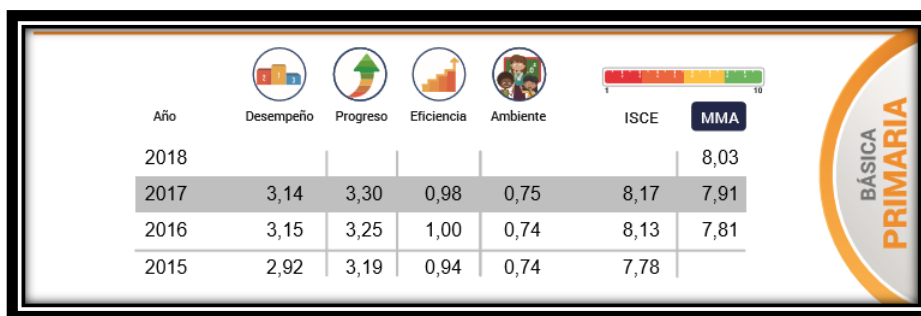 1 10
Año Desempeño Progreso Eficiencia Ambiente ISCE MMA
2018 8,03
2017 3,14 3,30 0,98 0,75 8,17 7,91
2016 3,15 3,25 1,00 0,74 8,13 7,81
2015 2,92 3,19 0,94 0,74 7,78
BÁSICA
PRIMARIA